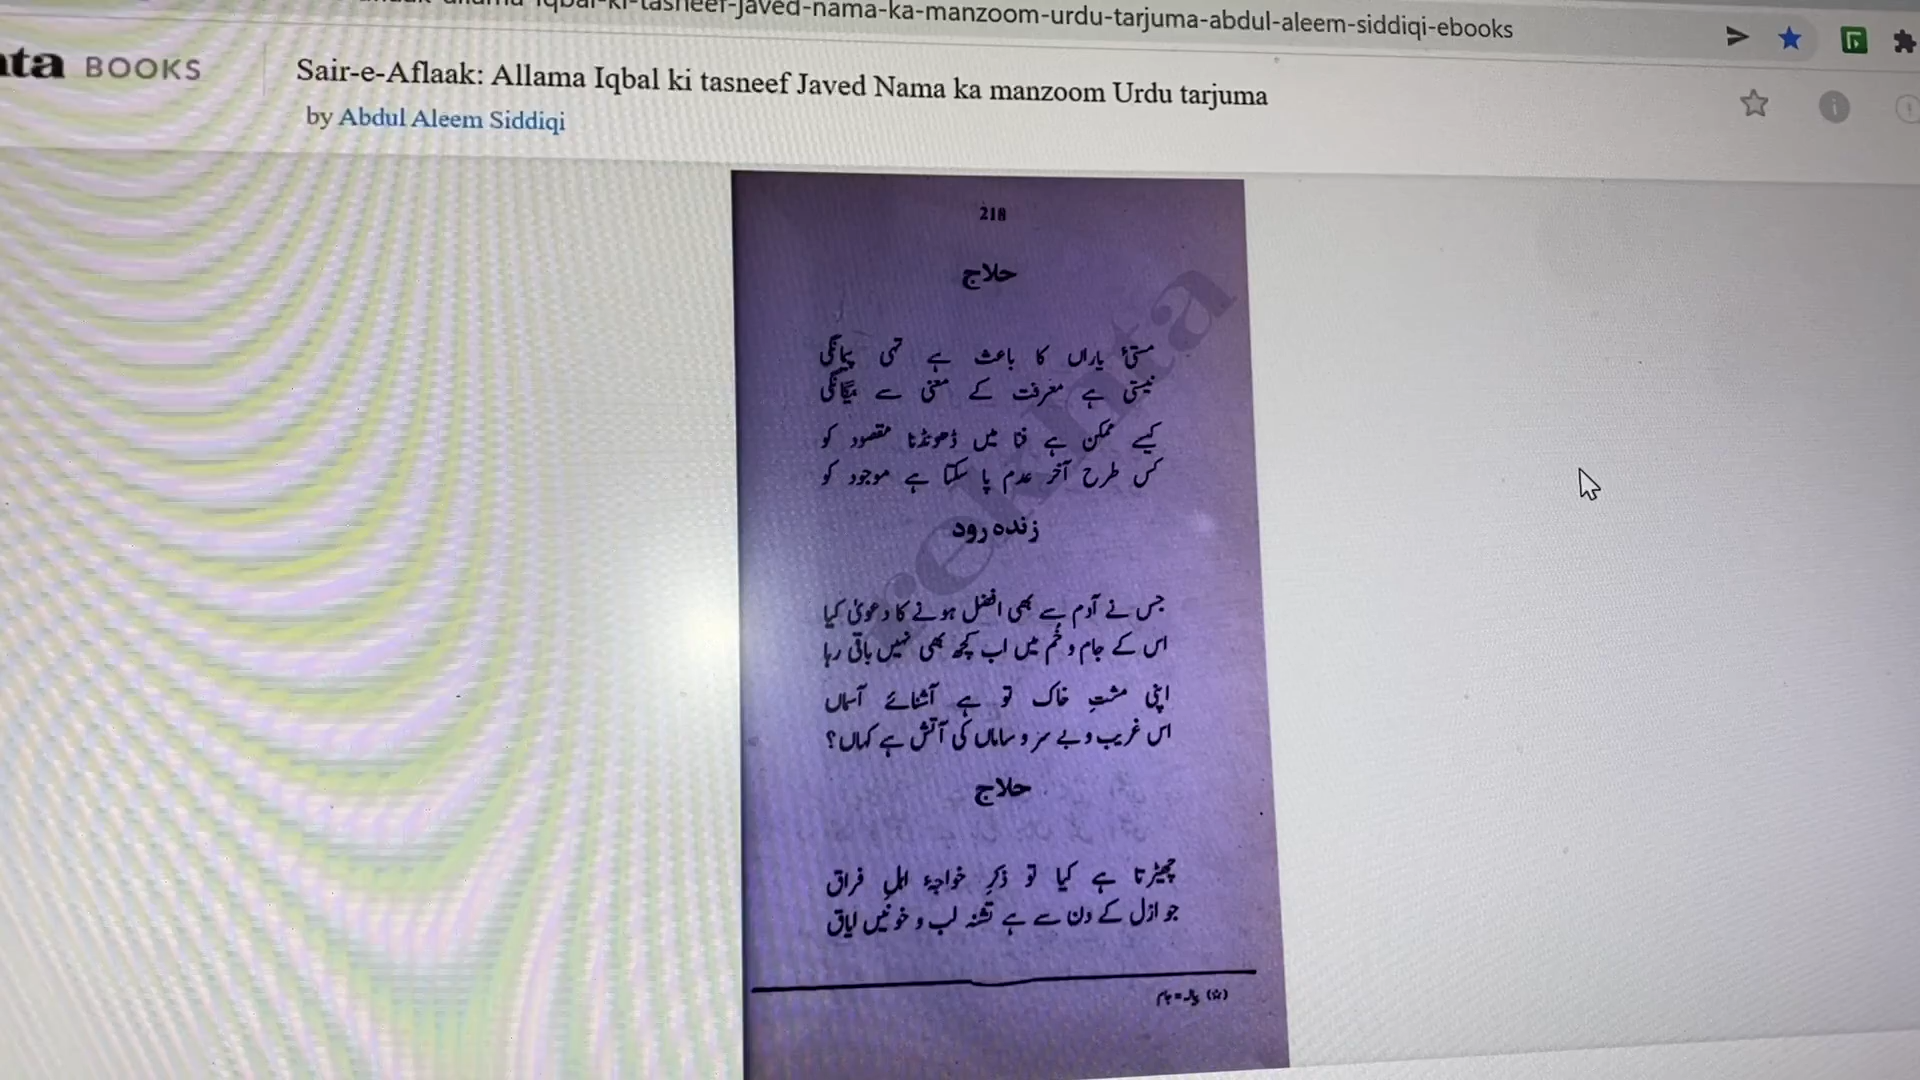 allama-iqbal-ki-tasneef-javed-nama-ka-manzoom-urdu-tarjuma-abdul-aleem-siddiqi-ebooks
BOOKS
Sair-e-Aflaak: Allama Iqbal ki tasneef Javed Nama ka manzoom Urdu tarjuma
by Abdul Aleem Siddiqi
218
حلاج
مستیٔ یاراں کا باعث ہے تہی پیمانگی
نیستی ہے معرفت کے معنی سے بیگانگی
کیسے ممکن ہے فنا میں ڈھونڈنا مقصود کو
کس طرح آخر عدم پا سکتا ہے موجود کو
زندہ رود
جس نے آدم سے بھی افضل ہونے کا دعویٰ کیا
اس کے جام و خُم میں اب کچھ بھی نہیں باقی رہا
اپنی مشتِ خاک تو ہے آشنائے آسماں
اس غریب و بے سر و ساماں کی آتش ہے کہاں؟
حلاج
چھیڑتا ہے کیا تو ذکرِ خواجۂ اہلِ فراق
جو ازل کے دن سے ہے تشنہ لب و خونیں ایاق
(☆) پیالہ = جام
rekhta